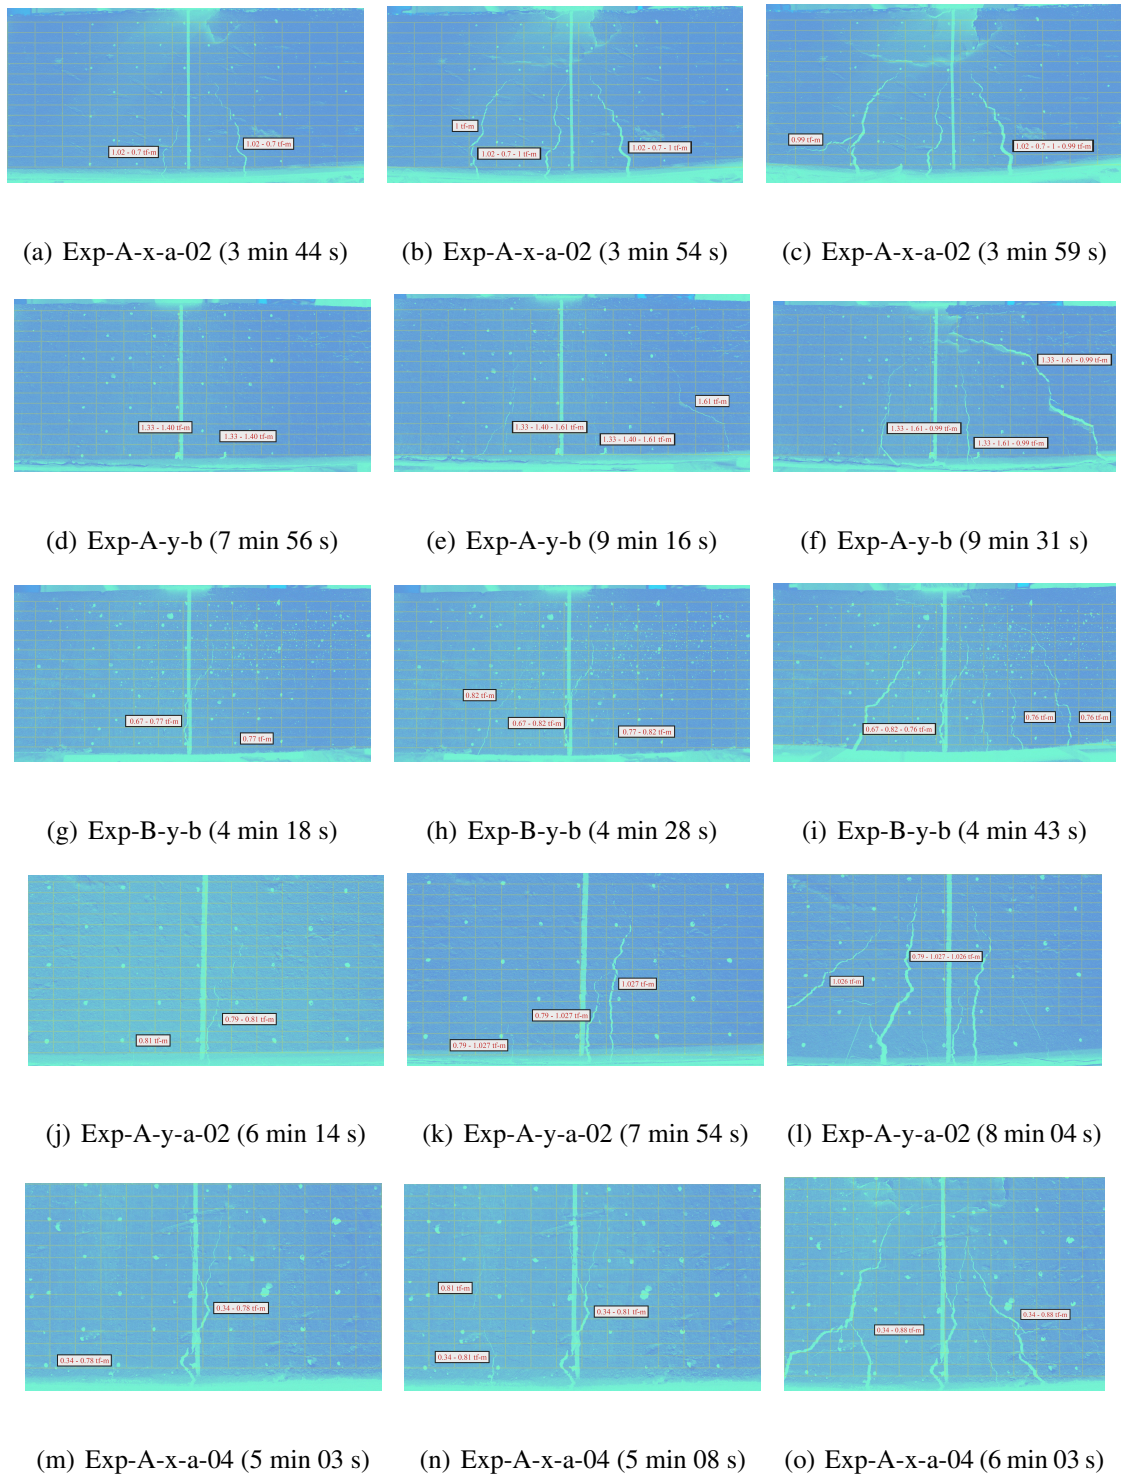 1.02 - 0.7 tf-m
1.02 - 0.7 tf-m
1 tf-m
1.02 - 0.7 - 1 tf-m
1.02 - 0.7 - 1 tf-m
0.99 tf-m
1.02 - 0.7 - 1 - 0.99 tf-m
(a) Exp-A-x-a-02 (3 min 44 s)
(b) Exp-A-x-a-02 (3 min 54 s)
(c) Exp-A-x-a-02 (3 min 59 s)
1.33 - 1.40 tf-m
1.33 - 1.40 tf-m
1.33 - 1.40 - 1.61 tf-m
1.33 - 1.40 - 1.61 tf-m
1.61 tf-m
1.33 - 1.61 - 0.99 tf-m
1.33 - 1.61 - 0.99 tf-m
1.33 - 1.61 - 0.99 tf-m
(d) Exp-A-y-b (7 min 56 s)
(e) Exp-A-y-b (9 min 16 s)
(f) Exp-A-y-b (9 min 31 s)
0.67 - 0.77 tf-m
0.77 tf-m
0.82 tf-m
0.67 - 0.82 tf-m
0.77 - 0.82 tf-m
0.67 - 0.82 - 0.76 tf-m
0.76 tf-m
0.76 tf-m
(g) Exp-B-y-b (4 min 18 s)
(h) Exp-B-y-b (4 min 28 s)
(i) Exp-B-y-b (4 min 43 s)
0.81 tf-m
0.79 - 0.81 tf-m
0.79 - 1.027 tf-m
0.79 - 1.027 tf-m
1.027 tf-m
1.026 tf-m
0.79 - 1.027 - 1.026 tf-m
(j) Exp-A-y-a-02 (6 min 14 s)
(k) Exp-A-y-a-02 (7 min 54 s)
(l) Exp-A-y-a-02 (8 min 04 s)
0.34 - 0.78 tf-m
0.34 - 0.78 tf-m
0.81 tf-m
0.34 - 0.81 tf-m
0.34 - 0.81 tf-m
0.34 - 0.88 tf-m
0.34 - 0.88 tf-m
(m) Exp-A-x-a-04 (5 min 03 s)
(n) Exp-A-x-a-04 (5 min 08 s)
(o) Exp-A-x-a-04 (6 min 03 s)